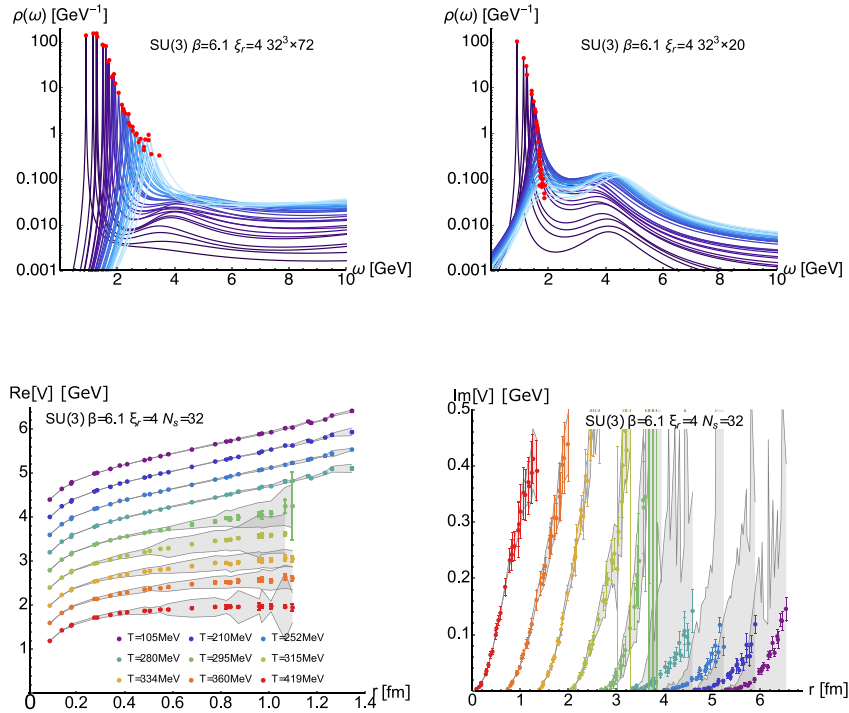 ρ(ω) [GeV⁻¹]
SU(3) β=6.1 ξᵣ=4 32³×72
100
10
1
0.100
0.010
0.001
2
4
6
8
10
ω [GeV]
ρ(ω) [GeV⁻¹]
SU(3) β=6.1 ξᵣ=4 32³×20
100
10
1
0.100
0.010
0.001
0
2
4
6
8
10
ω [GeV]
Re[V] [GeV]
SU(3) β=6.1 ξᵣ=4 Nₛ=32
6
5
4
3
2
1
T=105MeV T=210MeV T=252MeV
T=280MeV T=295MeV T=315MeV
T=334MeV T=360MeV T=419MeV
0.0 0.2 0.4 0.6 0.8 1.0 1.2 1.4
r [fm]
Im[V] [GeV]
SU(3) β=6.1 ξᵣ=4 Nₛ=32
0.5
0.4
0.3
0.2
0.1
0 1 2 3 4 5 6
r [fm]